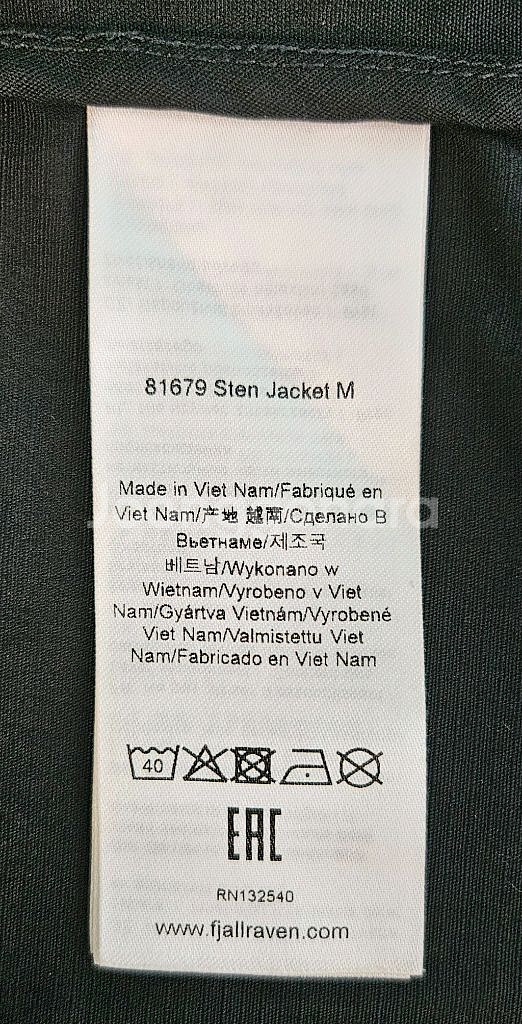 81679 Sten Jacket M
Made in Viet Nam/Fabriqué en
Viet Nam/产地 越南/Сделано В
Вьетнаме/제조국
베트남/Wykonano w
Wietnam/Vyrobeno v Viet
Nam/Gyártva Vietnám/Vyrobené
Viet Nam/Valmistettu Viet
Nam/Fabricado en Viet Nam
40
EAC
RN132540
www.fjallraven.com